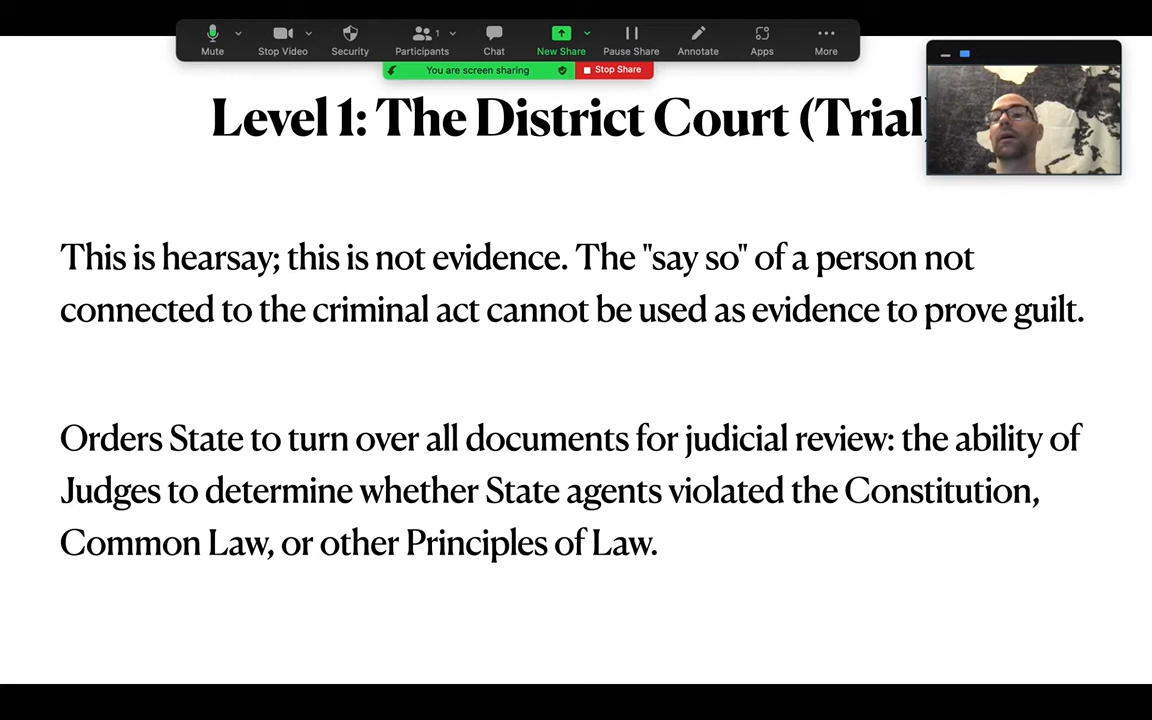 Mute
Stop Video
Security
Participants
1
Chat
New Share
Pause Share
Annotate
Apps
More
You are screen sharing
Stop Share
Level 1: The District Court (Trial)
This is hearsay; this is not evidence. The "say so" of a person not
connected to the criminal act cannot be used as evidence to prove guilt.
Orders State to turn over all documents for judicial review: the ability of
Judges to determine whether State agents violated the Constitution,
Common Law, or other Principles of Law.